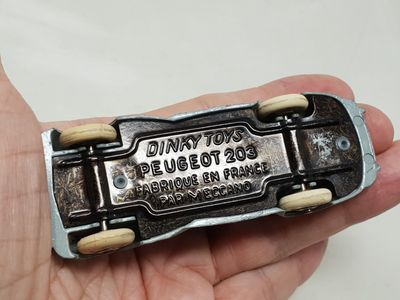 DINKY TOYS
PEUGEOT 203
FABRIQUE EN FRANCE
PAR MECCANO